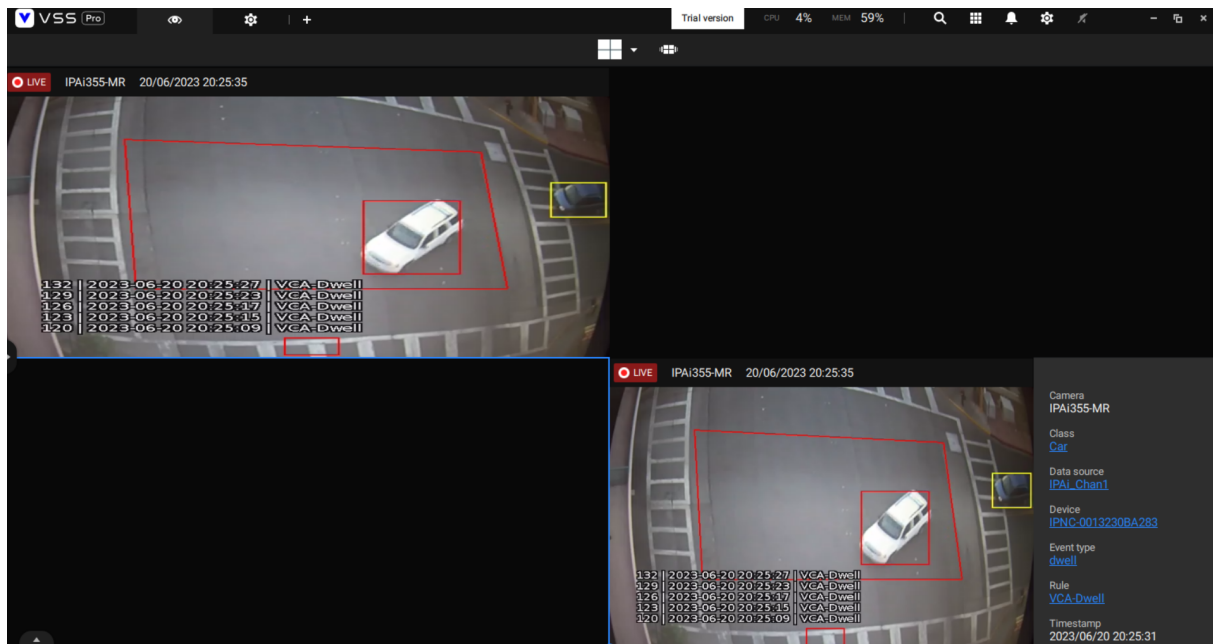 VSS Pro
Trial version CPU 4% MEM 59%
LIVE IPAi355-MR 20/06/2023 20:25:35
132 | 2023-06-20 20:25:27 | VCA-Dwell
129 | 2023-06-20 20:25:23 | VCA-Dwell
126 | 2023-06-20 20:25:17 | VCA-Dwell
123 | 2023-06-20 20:25:15 | VCA-Dwell
120 | 2023-06-20 20:25:09 | VCA-Dwell
LIVE IPAi355-MR 20/06/2023 20:25:35
132 | 2023-06-20 20:25:27 | VCA-Dwell
129 | 2023-06-20 20:25:23 | VCA-Dwell
126 | 2023-06-20 20:25:17 | VCA-Dwell
123 | 2023-06-20 20:25:15 | VCA-Dwell
120 | 2023-06-20 20:25:09 | VCA-Dwell
Camera
IPAi355-MR
Class
Car
Data source
IPAi_Chan1
Device
IPNC-0013230BA283
Event type
dwell
Rule
VCA-Dwell
Timestamp
2023/06/20 20:25:31